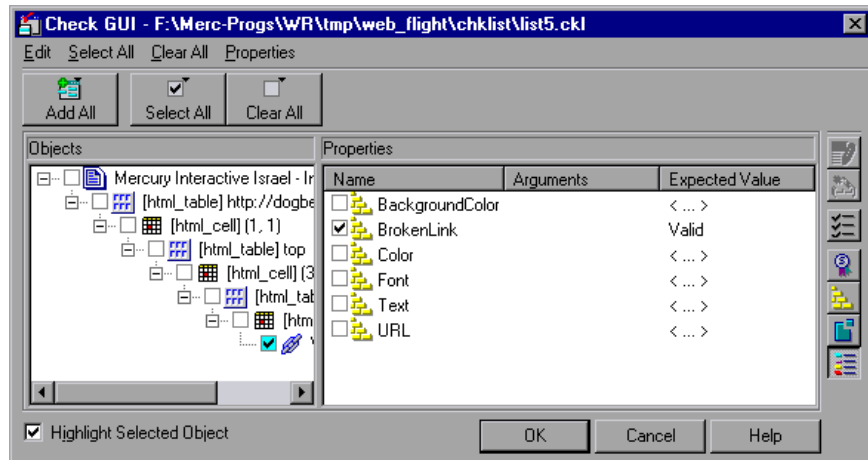 Check GUI - F:\Merc-Progs\WR\tmp\web_flight\chklist\list5.ckl
Edit Select All Clear All Properties
Add All Select All Clear All
Objects
Mercury Interactive Israel - Ir
[html_table] http://dogbe
[html_cell] (1, 1)
[html_table] top
[html_cell] (3
[html_tab
[htm
Properties
Name Arguments Expected Value
BackgroundColor < ... >
BrokenLink Valid
Color < ... >
Font < ... >
Text < ... >
URL < ... >
Highlight Selected Object
OK Cancel Help